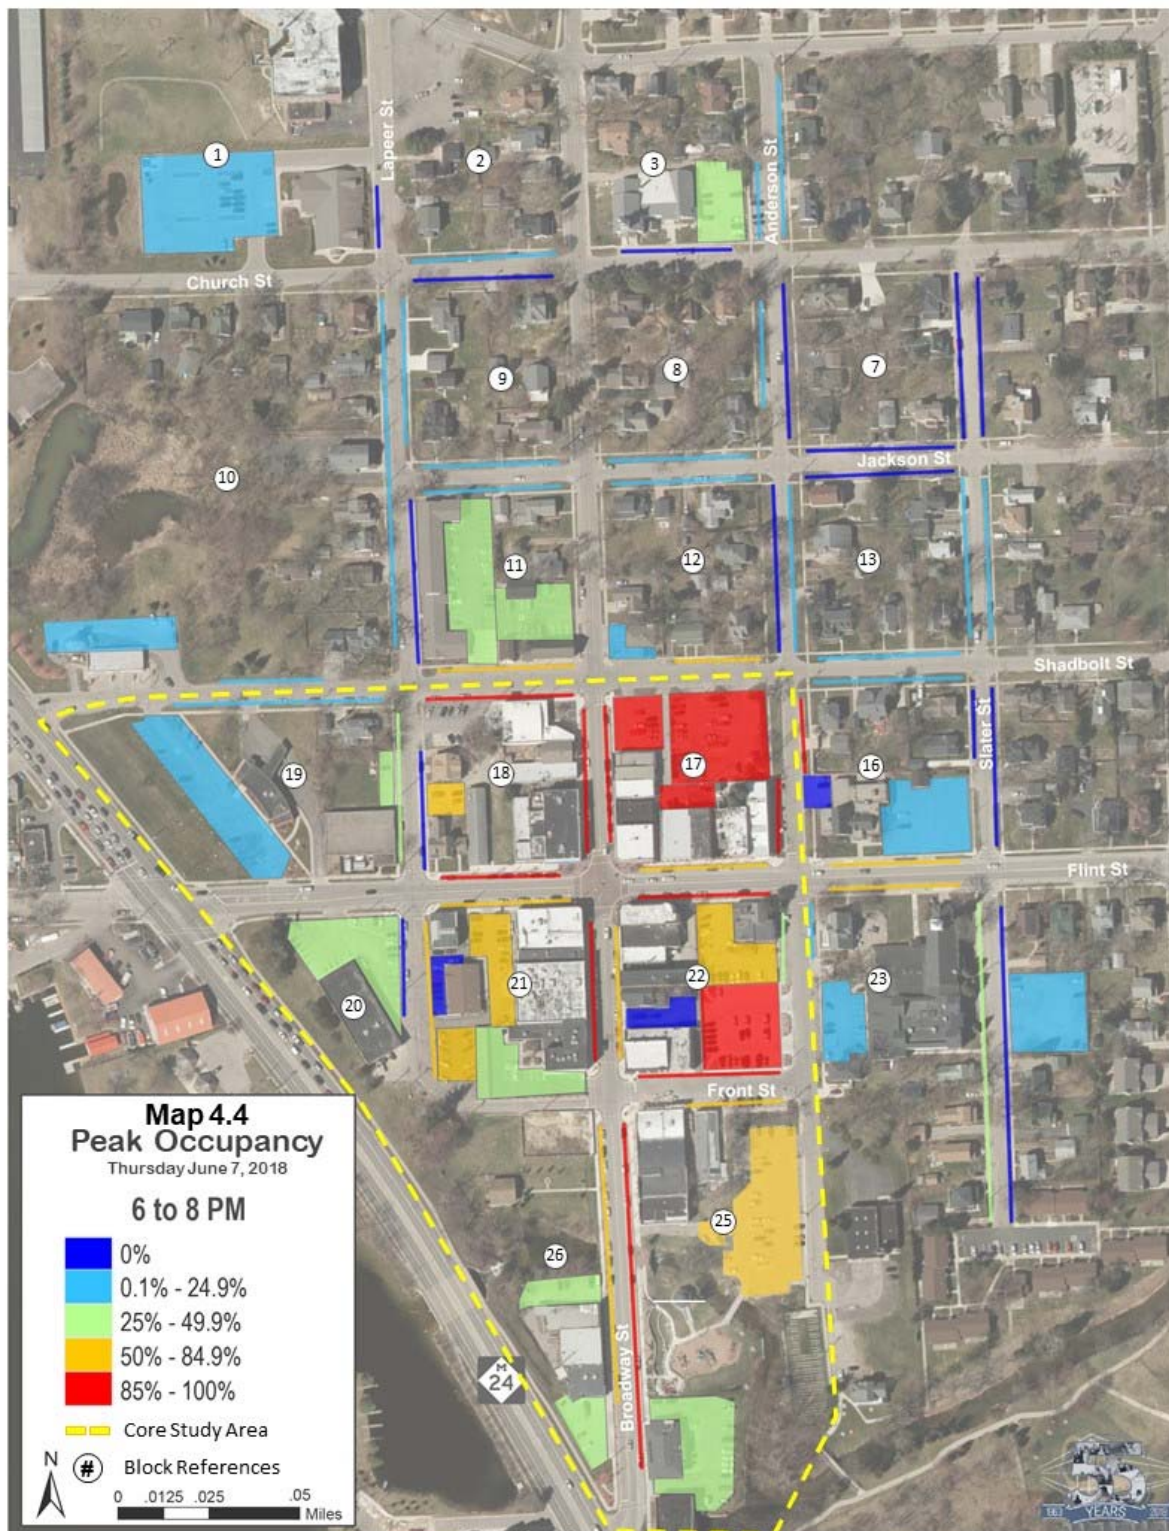 1
2
3
Lapeer St
Anderson St
Church St
9
8
7
10
Jackson St
11
12
13
Shadbolt St
19
18
17
16
Slater St
Flint St
20
21
22
23
Front St
25
26
Broadway St
M
24
Map 4.4
Peak Occupancy
Thursday June 7, 2018
6 to 8 PM
0%
0.1% - 24.9%
25% - 49.9%
50% - 84.9%
85% - 100%
Core Study Area
N
# Block References
0 .0125 .025 .05
Miles
55
YEARS